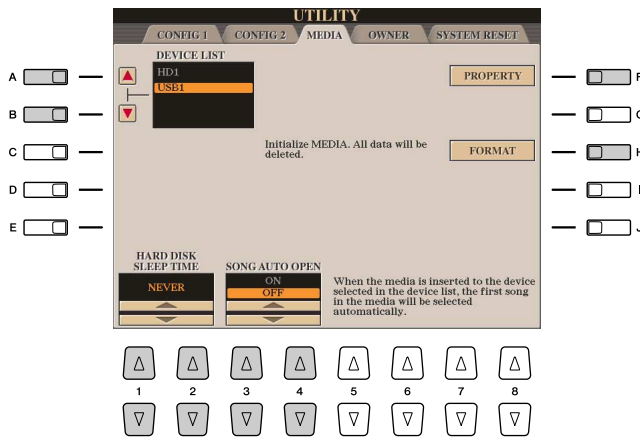 UTILITY
CONFIG 1 CONFIG 2 MEDIA OWNER SYSTEM RESET
DEVICE LIST
HD1
USB1
PROPERTY
Initialize MEDIA. All data will be
deleted.
FORMAT
A
B
C
D
E
F
H
HARD DISK
SLEEP TIME
NEVER
SONG AUTO OPEN
ON
OFF
When the media is inserted to the device
selected in the device list, the first song
in the media will be selected
automatically.
1 2 3 4 5 6 7 8